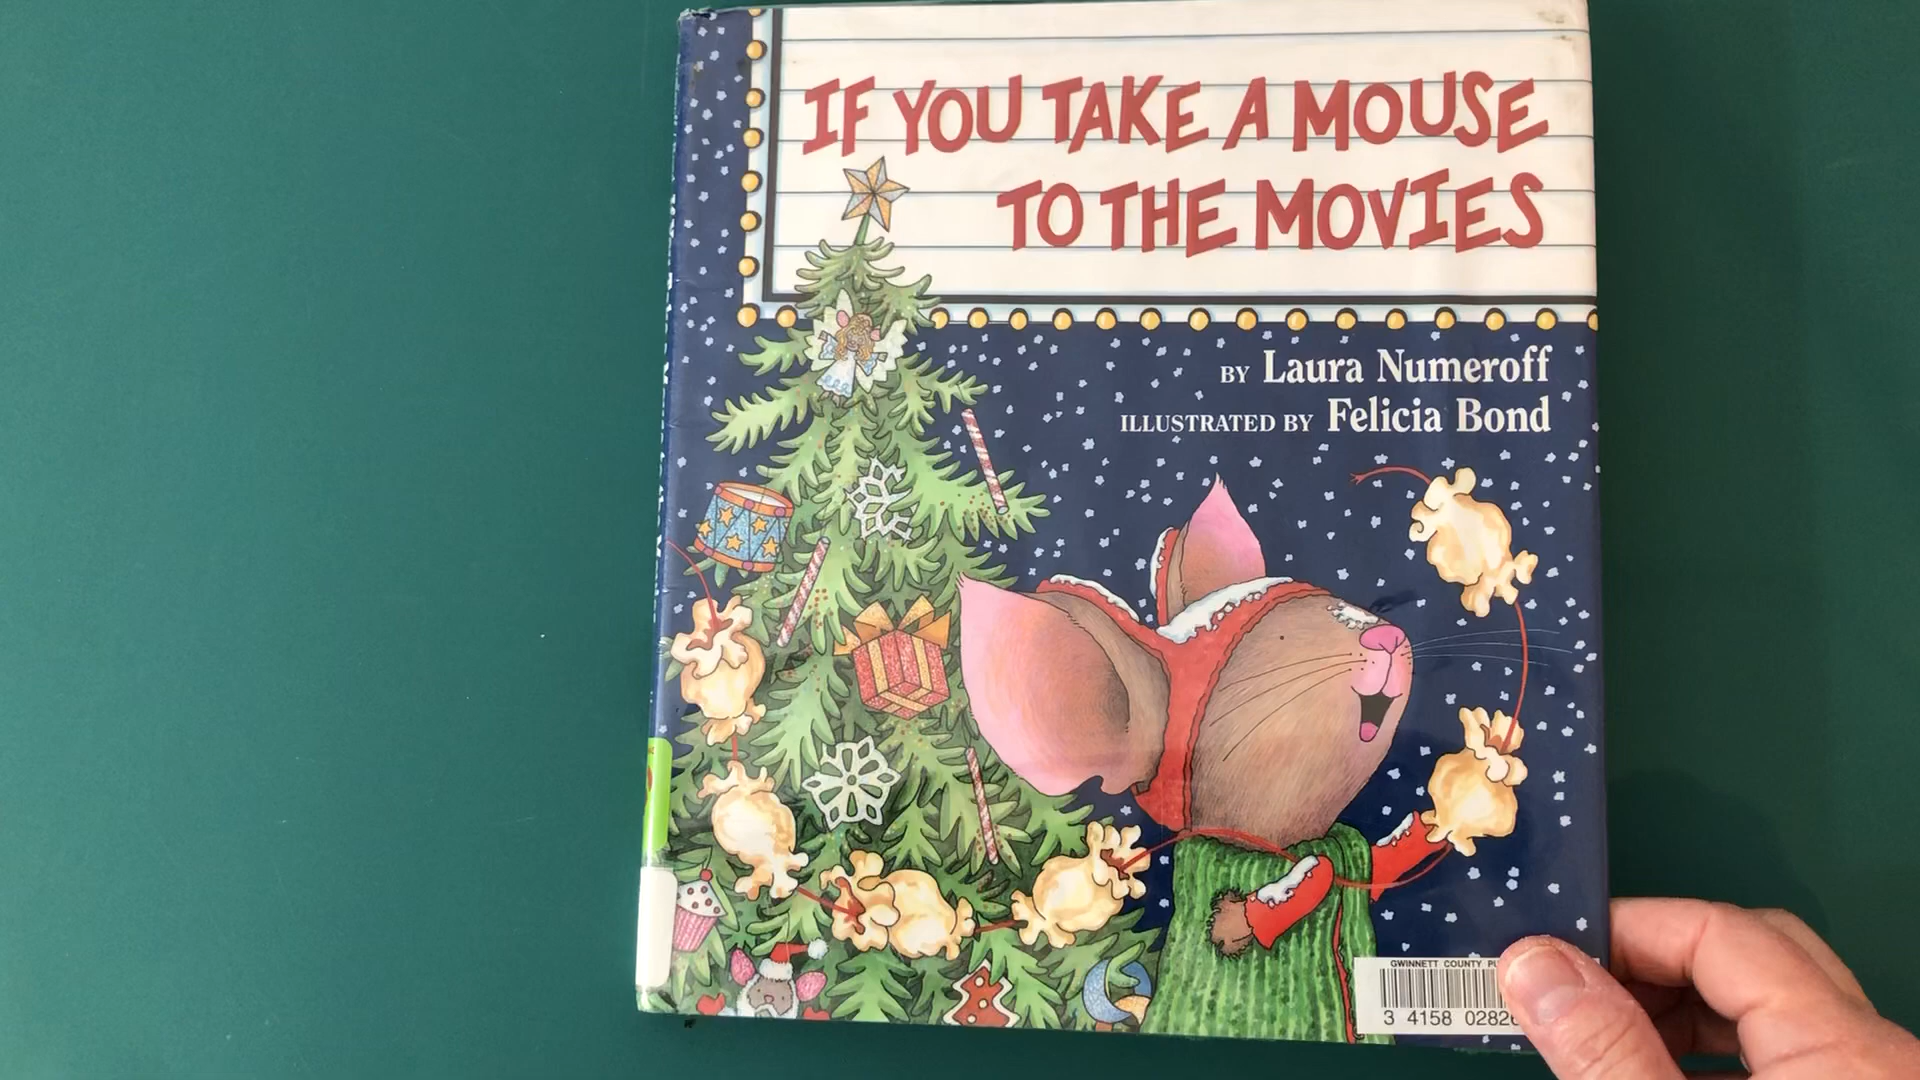 IF YOU TAKE A MOUSE
TO THE MOVIES
BY Laura Numeroff
ILLUSTRATED BY Felicia Bond
GWINNETT COUNTY
3 4158 0282